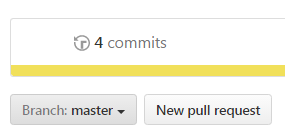 4 commits
Branch: master
New pull request